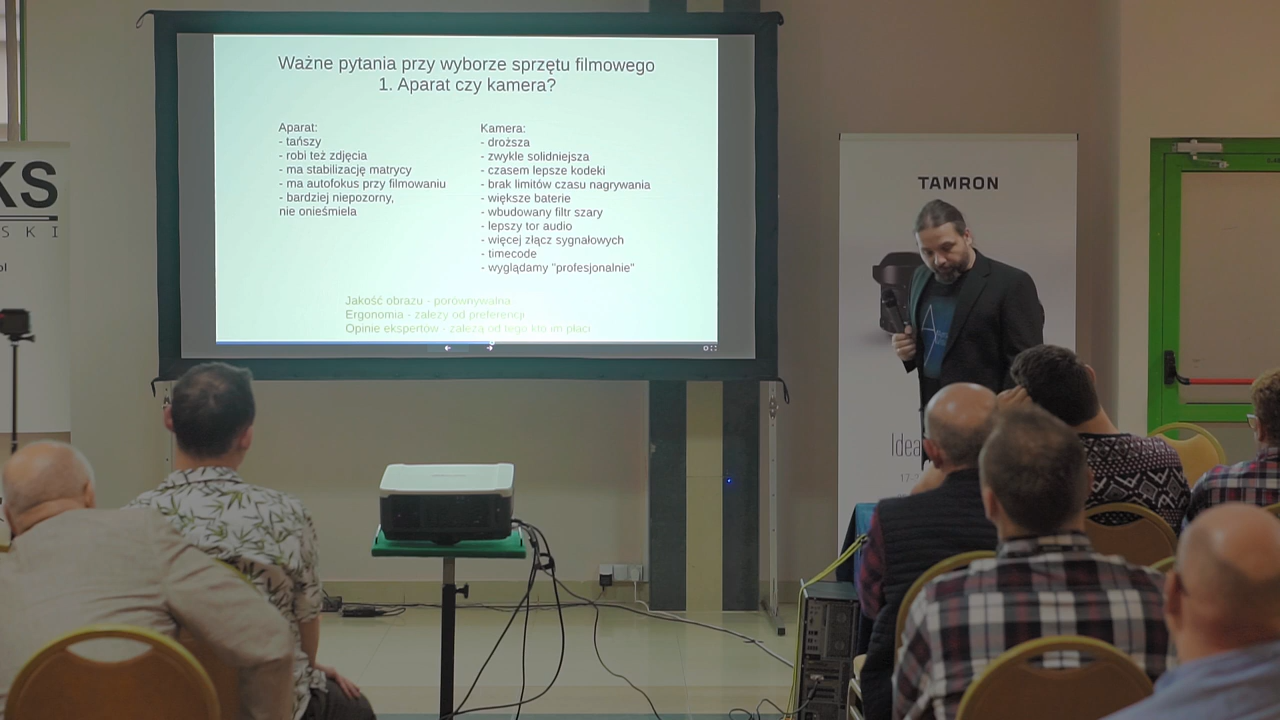 Ważne pytania przy wyborze sprzętu filmowego
1. Aparat czy kamera?
Aparat:
- tańszy
- robi też zdjęcia
- ma stabilizację matrycy
- ma autofokus przy filmowaniu
- bardziej niepozorny,
nie onieśmiela
Kamera:
- droższa
- zwykle solidniejsza
- czasem lepsze kodeki
- brak limitów czasu nagrywania
- większe baterie
- wbudowany filtr szary
- lepszy tor audio
- więcej złącz sygnałowych
- timecode
- wyglądamy "profesjonalnie"
Jakość obrazu - porównywalna
Ergonomia - zależy od preferencji
Opinie ekspertów - zależą od tego kto im płaci
KS
SKI
TAMRON
Idea
17-